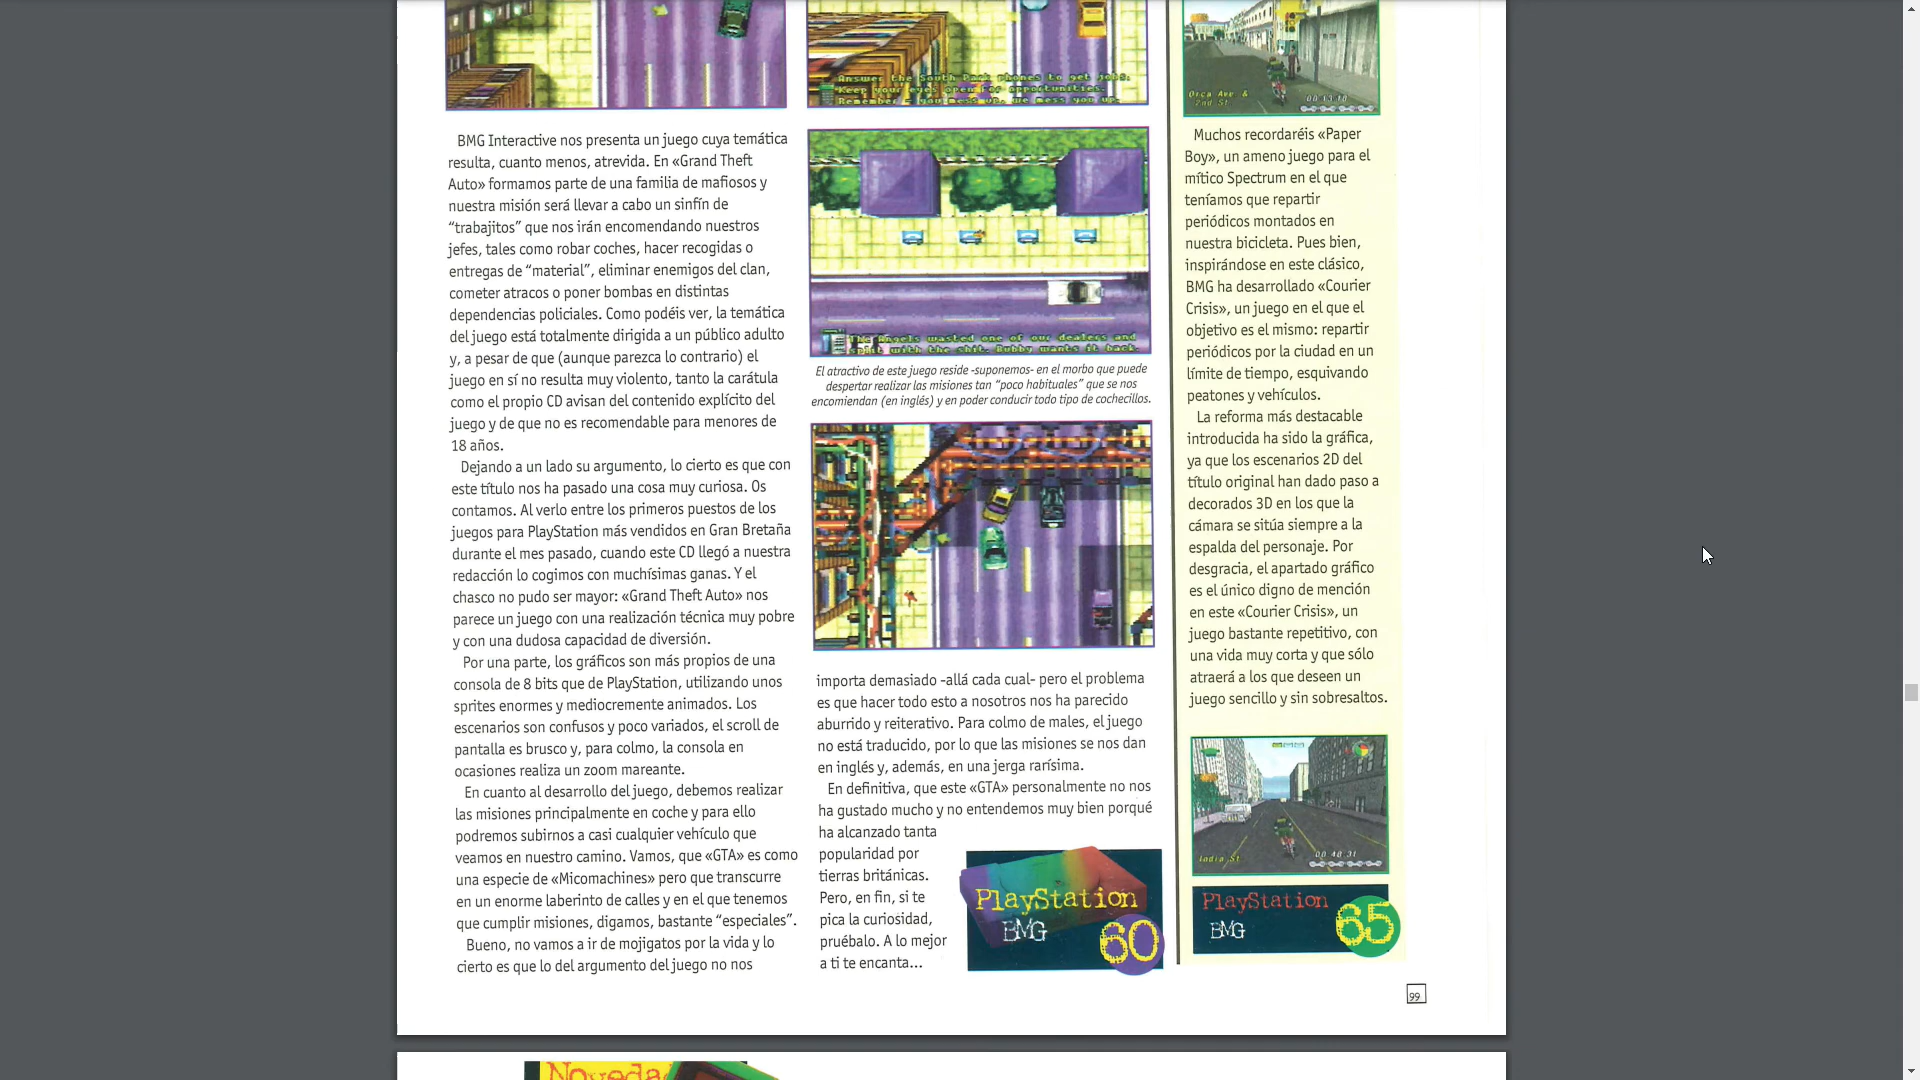 Answer the South Park phones to get jobs.
Keep your eyes open for opportunities.
Remember - you mess up, we mess you up.
BMG Interactive nos presenta un juego cuya temática
resulta, cuanto menos, atrevida. En «Grand Theft
Auto» formamos parte de una familia de mafiosos y
nuestra misión será llevar a cabo un sinfín de
“trabajitos” que nos irán encomendando nuestros
jefes, tales como robar coches, hacer recogidas o
entregas de “material”, eliminar enemigos del clan,
cometer atracos o poner bombas en distintas
dependencias policiales. Como podéis ver, la temática
del juego está totalmente dirigida a un público adulto
y, a pesar de que (aunque parezca lo contrario) el
juego en sí no resulta muy violento, tanto la carátula
como el propio CD avisan del contenido explícito del
juego y de que no es recomendable para menores de
18 años.
Dejando a un lado su argumento, lo cierto es que con
este título nos ha pasado una cosa muy curiosa. Os
contamos. Al verlo entre los primeros puestos de los
juegos para PlayStation más vendidos en Gran Bretaña
durante el mes pasado, cuando este CD llegó a nuestra
redacción lo cogimos con muchísimas ganas. Y el
chasco no pudo ser mayor: «Grand Theft Auto» nos
parece un juego con una realización técnica muy pobre
y con una dudosa capacidad de diversión.
Por una parte, los gráficos son más propios de una
consola de 8 bits que de PlayStation, utilizando unos
sprites enormes y mediocremente animados. Los
escenarios son confusos y poco variados, el scroll de
pantalla es brusco y, para colmo, la consola en
ocasiones realiza un zoom mareante.
En cuanto al desarrollo del juego, debemos realizar
las misiones principalmente en coche y para ello
podremos subirnos a casi cualquier vehículo que
veamos en nuestro camino. Vamos, que «GTA» es como
una especie de «Micomachines» pero que transcurre
en un enorme laberinto de calles y en el que tenemos
que cumplir misiones, digamos, bastante “especiales”.
Bueno, no vamos a ir de mojigatos por la vida y lo
cierto es que lo del argumento del juego no nos
The Angels wasted one of our dealers and
split with the shit. Bubby wants it back.
El atractivo de este juego reside -suponemos- en el morbo que puede
despertar realizar las misiones tan “poco habituales” que se nos
encomiendan (en inglés) y en poder conducir todo tipo de cochecillos.
importa demasiado -allá cada cual- pero el problema
es que hacer todo esto a nosotros nos ha parecido
aburrido y reiterativo. Para colmo de males, el juego
no está traducido, por lo que las misiones se nos dan
en inglés y, además, en una jerga rarísima.
En definitiva, que este «GTA» personalmente no nos
ha gustado mucho y no entendemos muy bien porqué
ha alcanzado tanta
popularidad por
tierras británicas.
Pero, en fin, si te
pica la curiosidad,
pruébalo. A lo mejor
a ti te encanta...
PlayStation
BMG
60
Orca Ave &
2nd St
00:13.10
Muchos recordaréis «Paper
Boy», un ameno juego para el
mítico Spectrum en el que
teníamos que repartir
periódicos montados en
nuestra bicicleta. Pues bien,
inspirándose en este clásico,
BMG ha desarrollado «Courier
Crisis», un juego en el que el
objetivo es el mismo: repartir
periódicos por la ciudad en un
límite de tiempo, esquivando
peatones y vehículos.
La reforma más destacable
introducida ha sido la gráfica,
ya que los escenarios 2D del
título original han dado paso a
decorados 3D en los que la
cámara se sitúa siempre a la
espalda del personaje. Por
desgracia, el apartado gráfico
es el único digno de mención
en este «Courier Crisis», un
juego bastante repetitivo, con
una vida muy corta y que sólo
atraerá a los que deseen un
juego sencillo y sin sobresaltos.
India St
00:40.31
PlayStation
BMG
65
99
Noveda